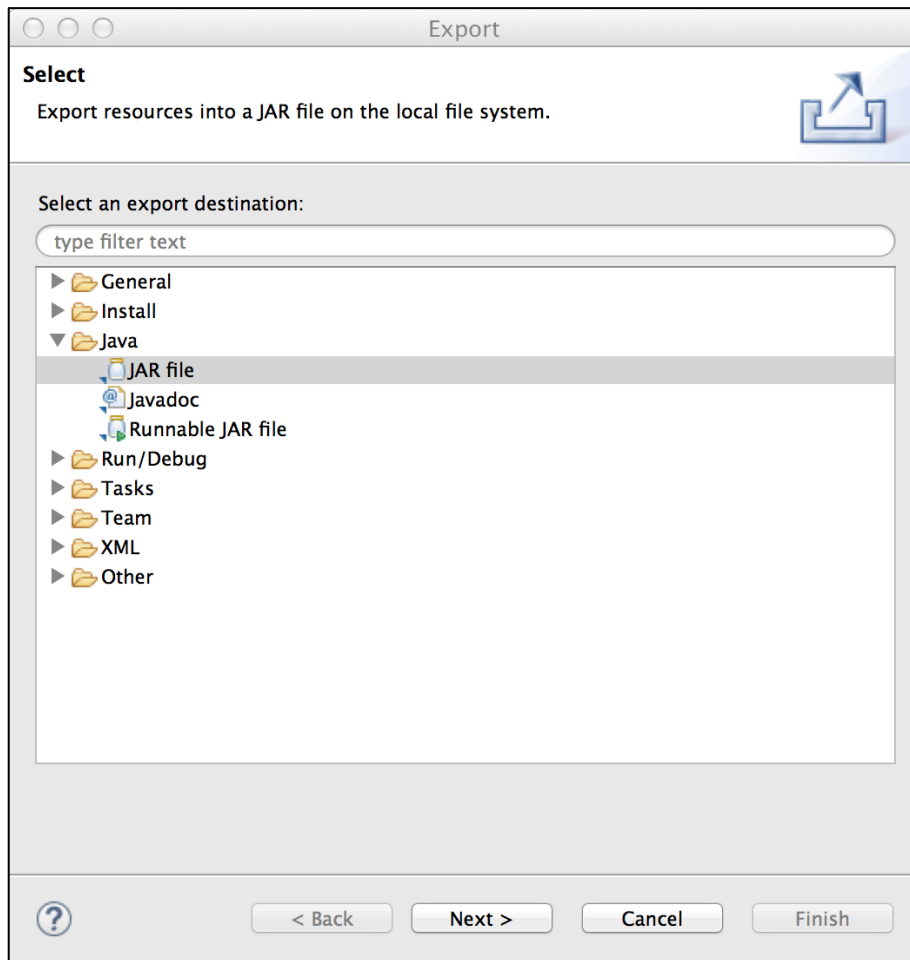 Export
Select
Export resources into a JAR file on the local file system.
Select an export destination:
type filter text
General
Install
Java
JAR file
@ Javadoc
Runnable JAR file
Run/Debug
Tasks
Team
XML
Other
? < Back Next > Cancel Finish